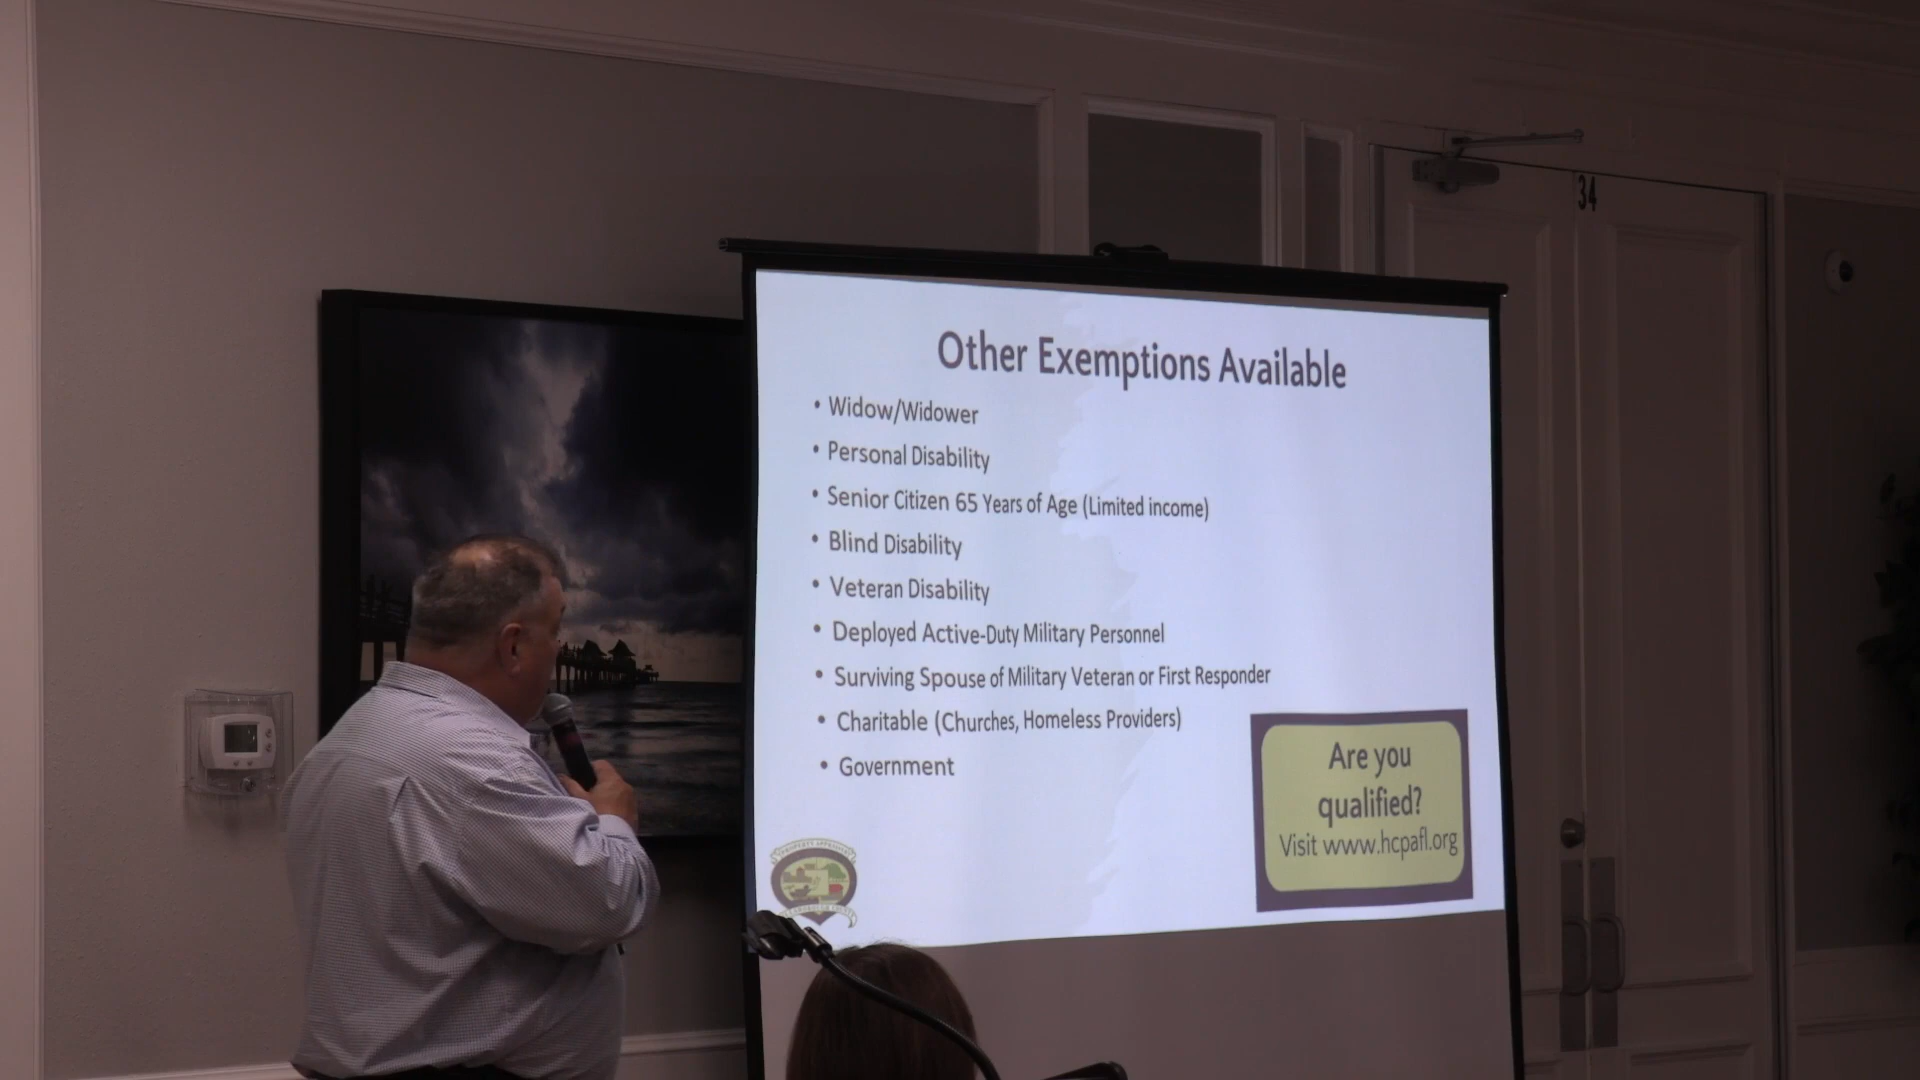 34
Other Exemptions Available
• Widow/Widower
• Personal Disability
• Senior Citizen 65 Years of Age (Limited income)
• Blind Disability
• Veteran Disability
• Deployed Active-Duty Military Personnel
• Surviving Spouse of Military Veteran or First Responder
• Charitable (Churches, Homeless Providers)
• Government
Are you
qualified?
Visit www.hcpafl.org